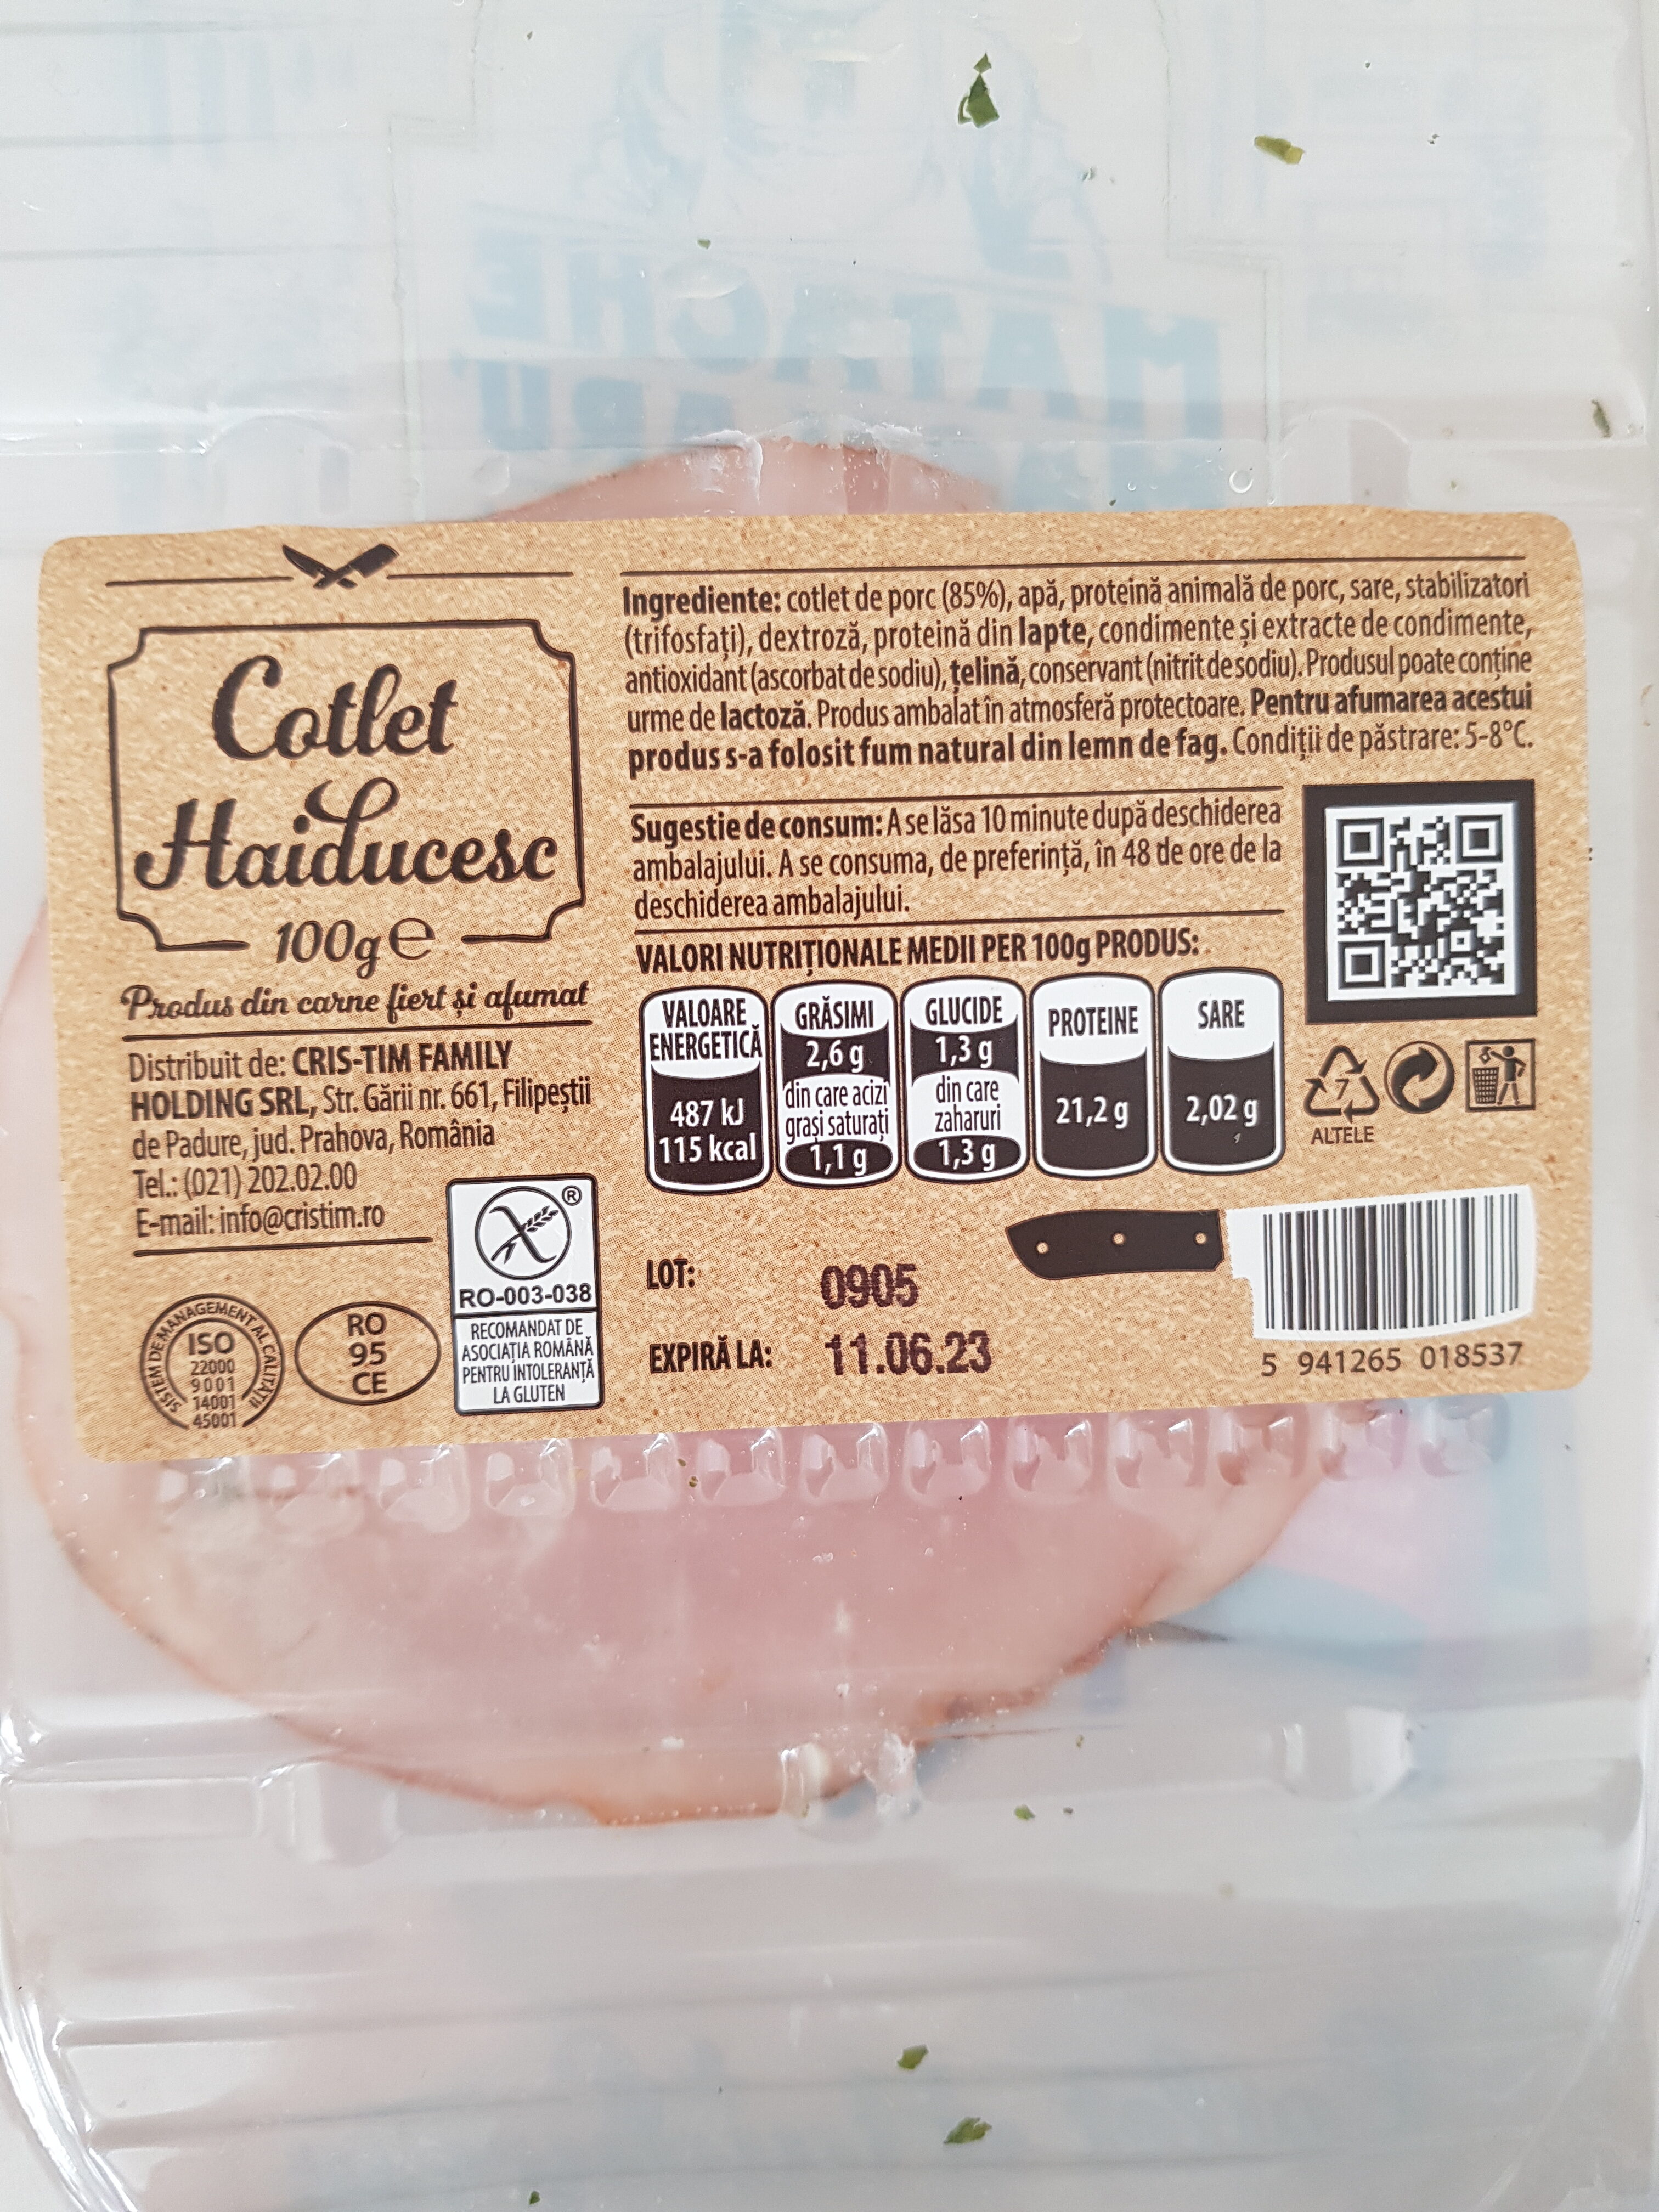 Cotlet
Haiducesc
100g e
Produs din carne fiert și afumat
Distribuit de: CRIS-TIM FAMILY
HOLDING SRL, Str. Gării nr. 661, Filipeștii
de Padure, jud. Prahova, România
Tel.: (021) 202.02.00
E-mail: info@cristim.ro
SISTEM DE MANAGEMENT AL CALITĂȚII
ISO
22000
9001
14001
45001
RO
95
CE
®
RO-003-038
RECOMANDAT DE
ASOCIAȚIA ROMÂNĂ
PENTRU INTOLERANȚĂ
LA GLUTEN
Ingrediente: cotlet de porc (85%), apă, proteină animală de porc, sare, stabilizatori
(trifosfați), dextroză, proteină din lapte, condimente și extracte de condimente,
antioxidant (ascorbat de sodiu), țelină, conservant (nitrit de sodiu). Produsul poate conține
urme de lactoză. Produs ambalat în atmosferă protectoare. Pentru afumarea acestui
produs s-a folosit fum natural din lemn de fag. Condiții de păstrare: 5-8°C.
Sugestie de consum: A se lăsa 10 minute după deschiderea
ambalajului. A se consuma, de preferință, în 48 de ore de la
deschiderea ambalajului.
VALORI NUTRIȚIONALE MEDII PER 100g PRODUS:
VALOARE
ENERGETICĂ
487 kJ
115 kcal
GRĂSIMI
2,6 g
din care acizi
grași saturați
1,1 g
GLUCIDE
1,3 g
din care
zaharuri
1,3 g
PROTEINE
21,2 g
SARE
2,02 g
7
ALTELE
LOT: 0905
EXPIRĂ LA: 11.06.23
5 941265 018537